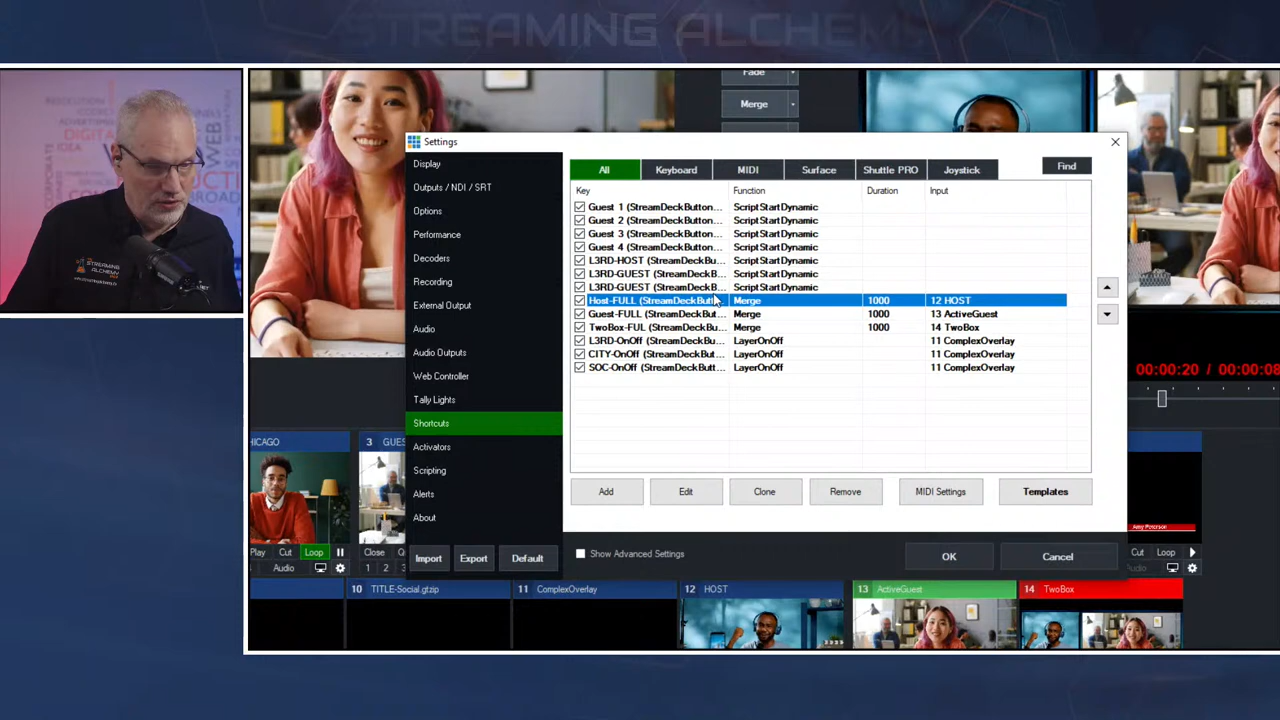 STREAMING ALCHEMY
Fade
Merge
Settings
Display
Outputs / NDI / SRT
Options
Performance
Decoders
Recording
External Output
Audio
Audio Outputs
Web Controller
Tally Lights
Shortcuts
Activators
Scripting
Alerts
About
Import Export Default
All Keyboard MIDI Surface Shuttle PRO Joystick Find
Key Function Duration Input
Guest 1 (StreamDeckButton... ScriptStartDynamic
Guest 2 (StreamDeckButton... ScriptStartDynamic
Guest 3 (StreamDeckButton... ScriptStartDynamic
Guest 4 (StreamDeckButton... ScriptStartDynamic
L3RD-HOST (StreamDeckBu... ScriptStartDynamic
L3RD-GUEST (StreamDeckB... ScriptStartDynamic
L3RD-GUEST (StreamDeckB... ScriptStartDynamic
Host-FULL (StreamDeckButt... Merge 1000 12 HOST
Guest-FULL (StreamDeckBut... Merge 1000 13 ActiveGuest
TwoBox-FUL (StreamDeckBu... Merge 1000 14 TwoBox
L3RD-OnOff (StreamDeckBu... LayerOnOff 11 ComplexOverlay
CITY-OnOff (StreamDeckBut... LayerOnOff 11 ComplexOverlay
SOC-OnOff (StreamDeckButt... LayerOnOff 11 ComplexOverlay
Add Edit Clone Remove MIDI Settings Templates
Show Advanced Settings OK Cancel
00:00:20 / 00:00:08
HICAGO 3 GUES
Amy Peterson
Play Cut Loop Close Cut Loop
Audio 1 2 3 Audio
10 TITLE-Social.gtzip 11 ComplexOverlay 12 HOST 13 ActiveGuest 14 TwoBox